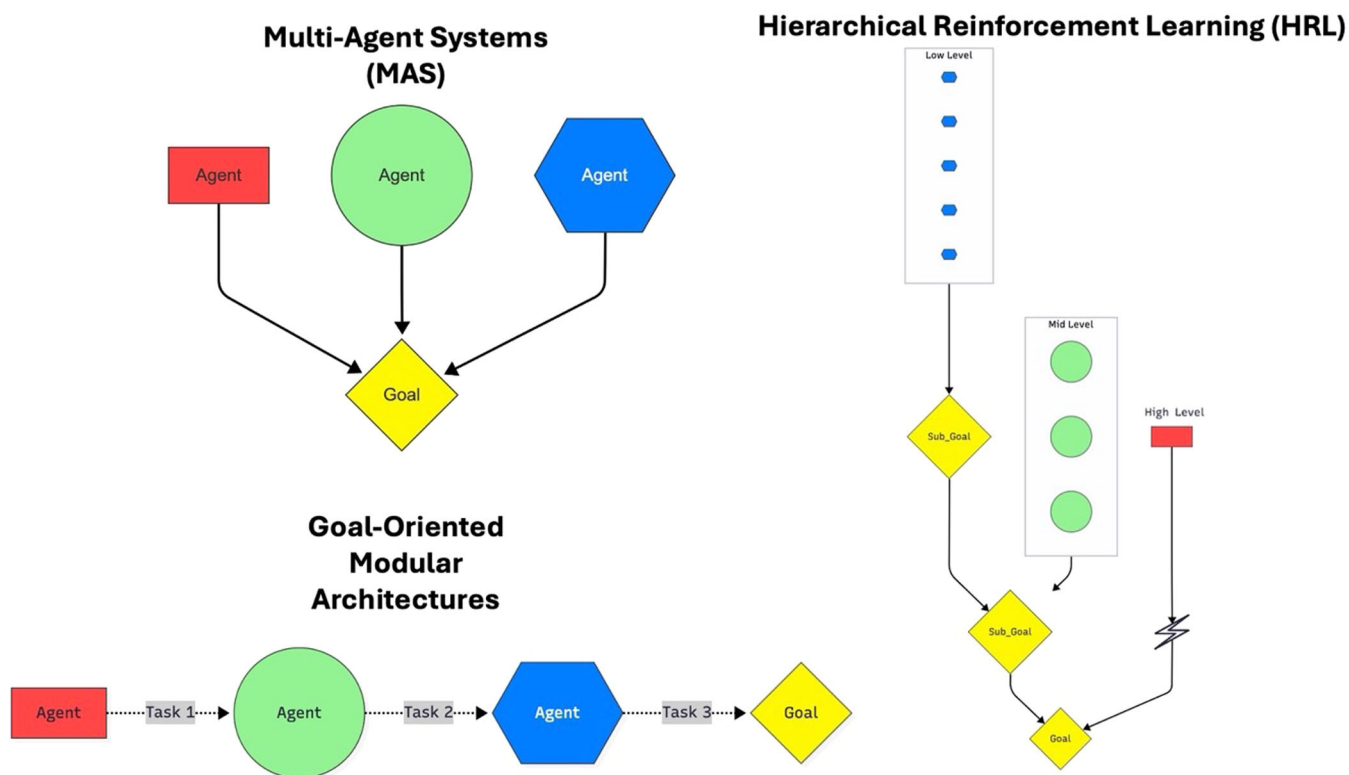 Multi-Agent Systems
(MAS)
Agent
Agent
Agent
Goal
Goal-Oriented
Modular
Architectures
Agent
Task 1
Agent
Task 2
Agent
Task 3
Goal
Hierarchical Reinforcement Learning (HRL)
Low Level
Mid Level
High Level
Sub_Goal
Sub_Goal
Goal